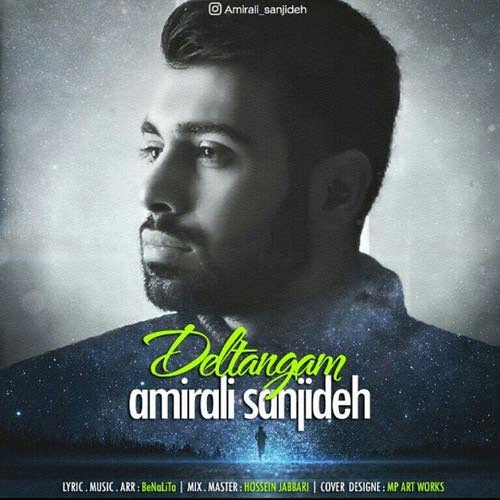 Amirali_sanjideh
Deltangam
amirali sanjideh
LYRIC . MUSIC . ARR : BeNaLiTa | MIX . MASTER : HOSSEIN JABBARI | COVER DESIGNE : MP ART WORKS